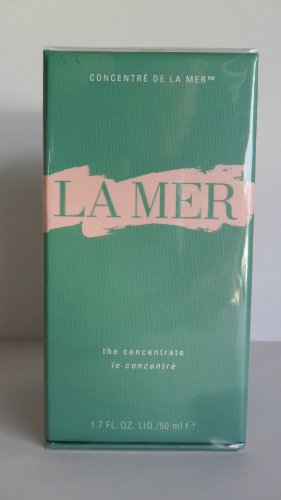 CONCENTRÉ DE LA MER™
LA MER
the concentrate
le concentré
1.7 FL. OZ. LIQ./50 ml ℮